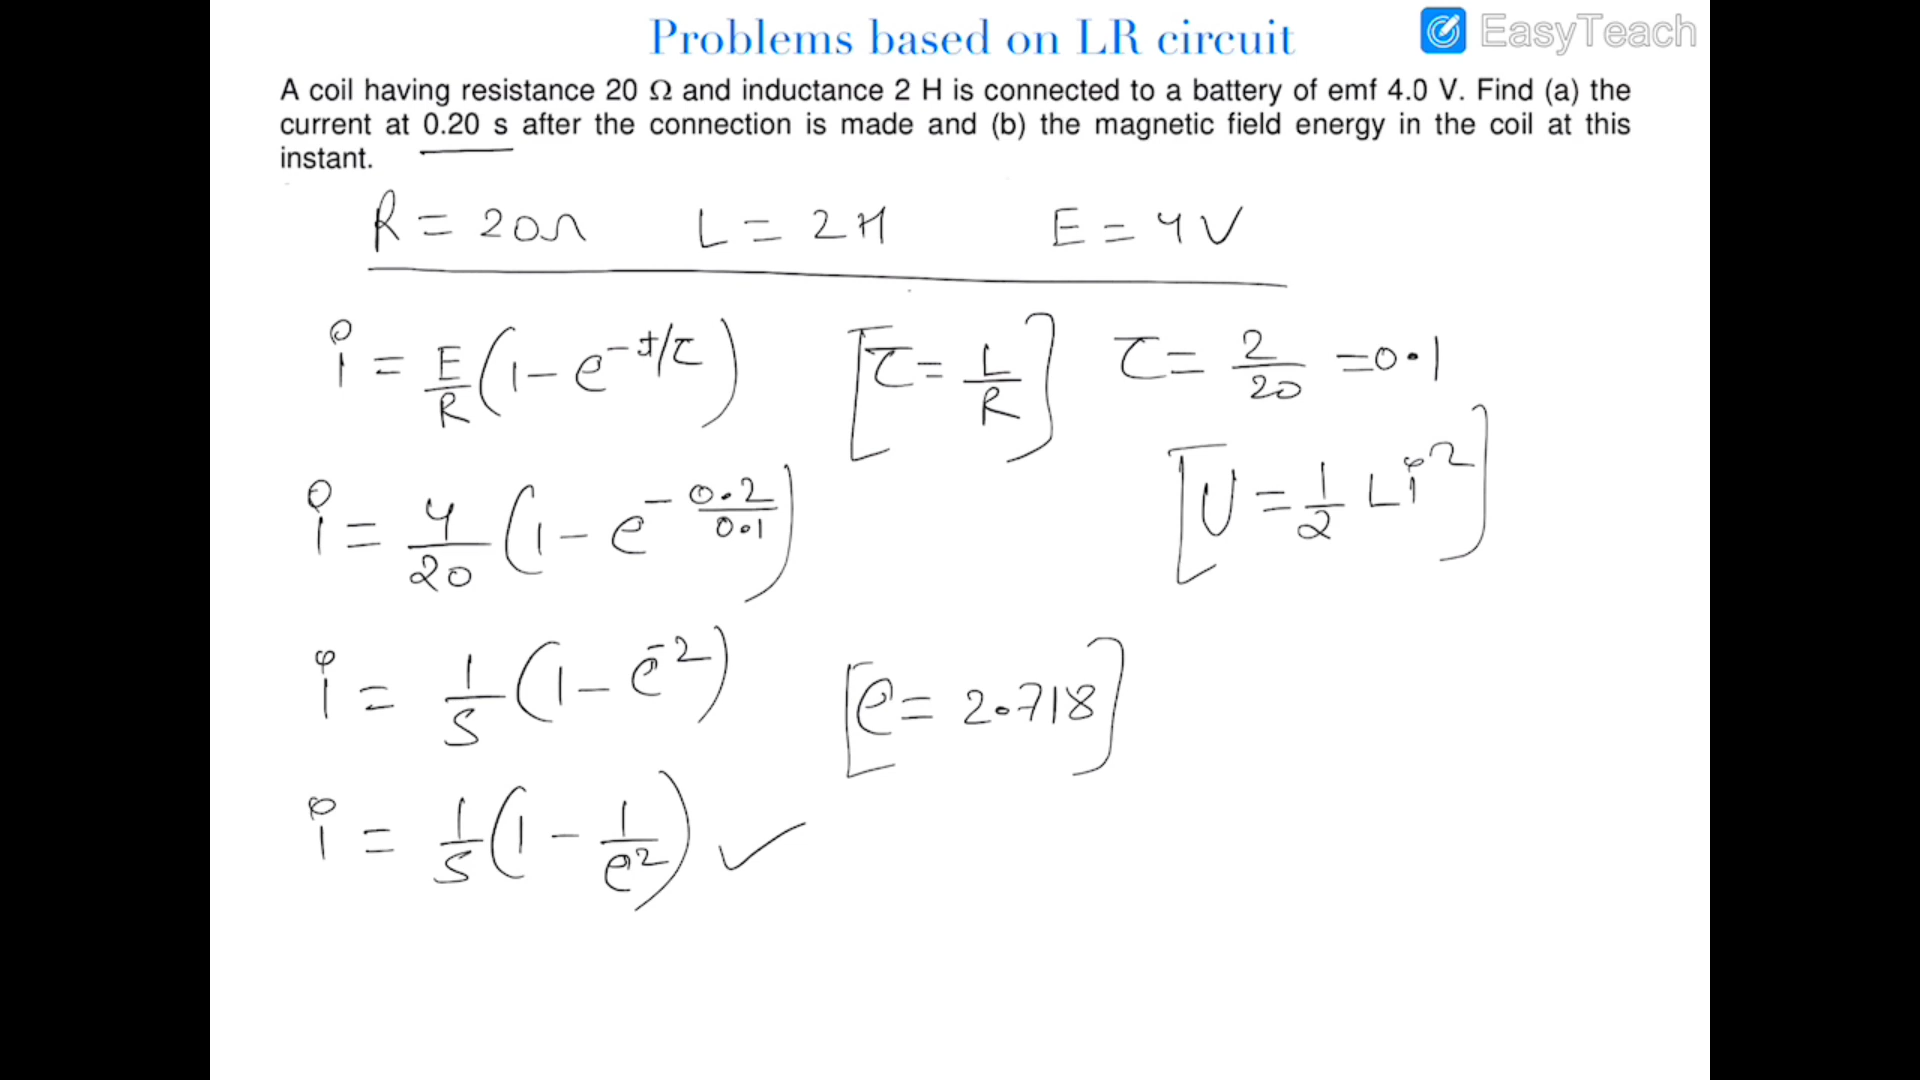 Problems based on LR circuit
EasyTeach
A coil having resistance 20 Ω and inductance 2 H is connected to a battery of emf 4.0 V. Find (a) the
current at 0.20 s after the connection is made and (b) the magnetic field energy in the coil at this
instant.
R = 20Ω L = 2H E = 4V
i = E/R (1 - e^-t/τ) [τ = L/R] τ = 2/20 = 0.1
[U = 1/2 Li^2]
i = 4/20 (1 - e^-0.2/0.1)
i = 1/5 (1 - e^-2) [e = 2.718]
i = 1/5 (1 - 1/e^2) ✓